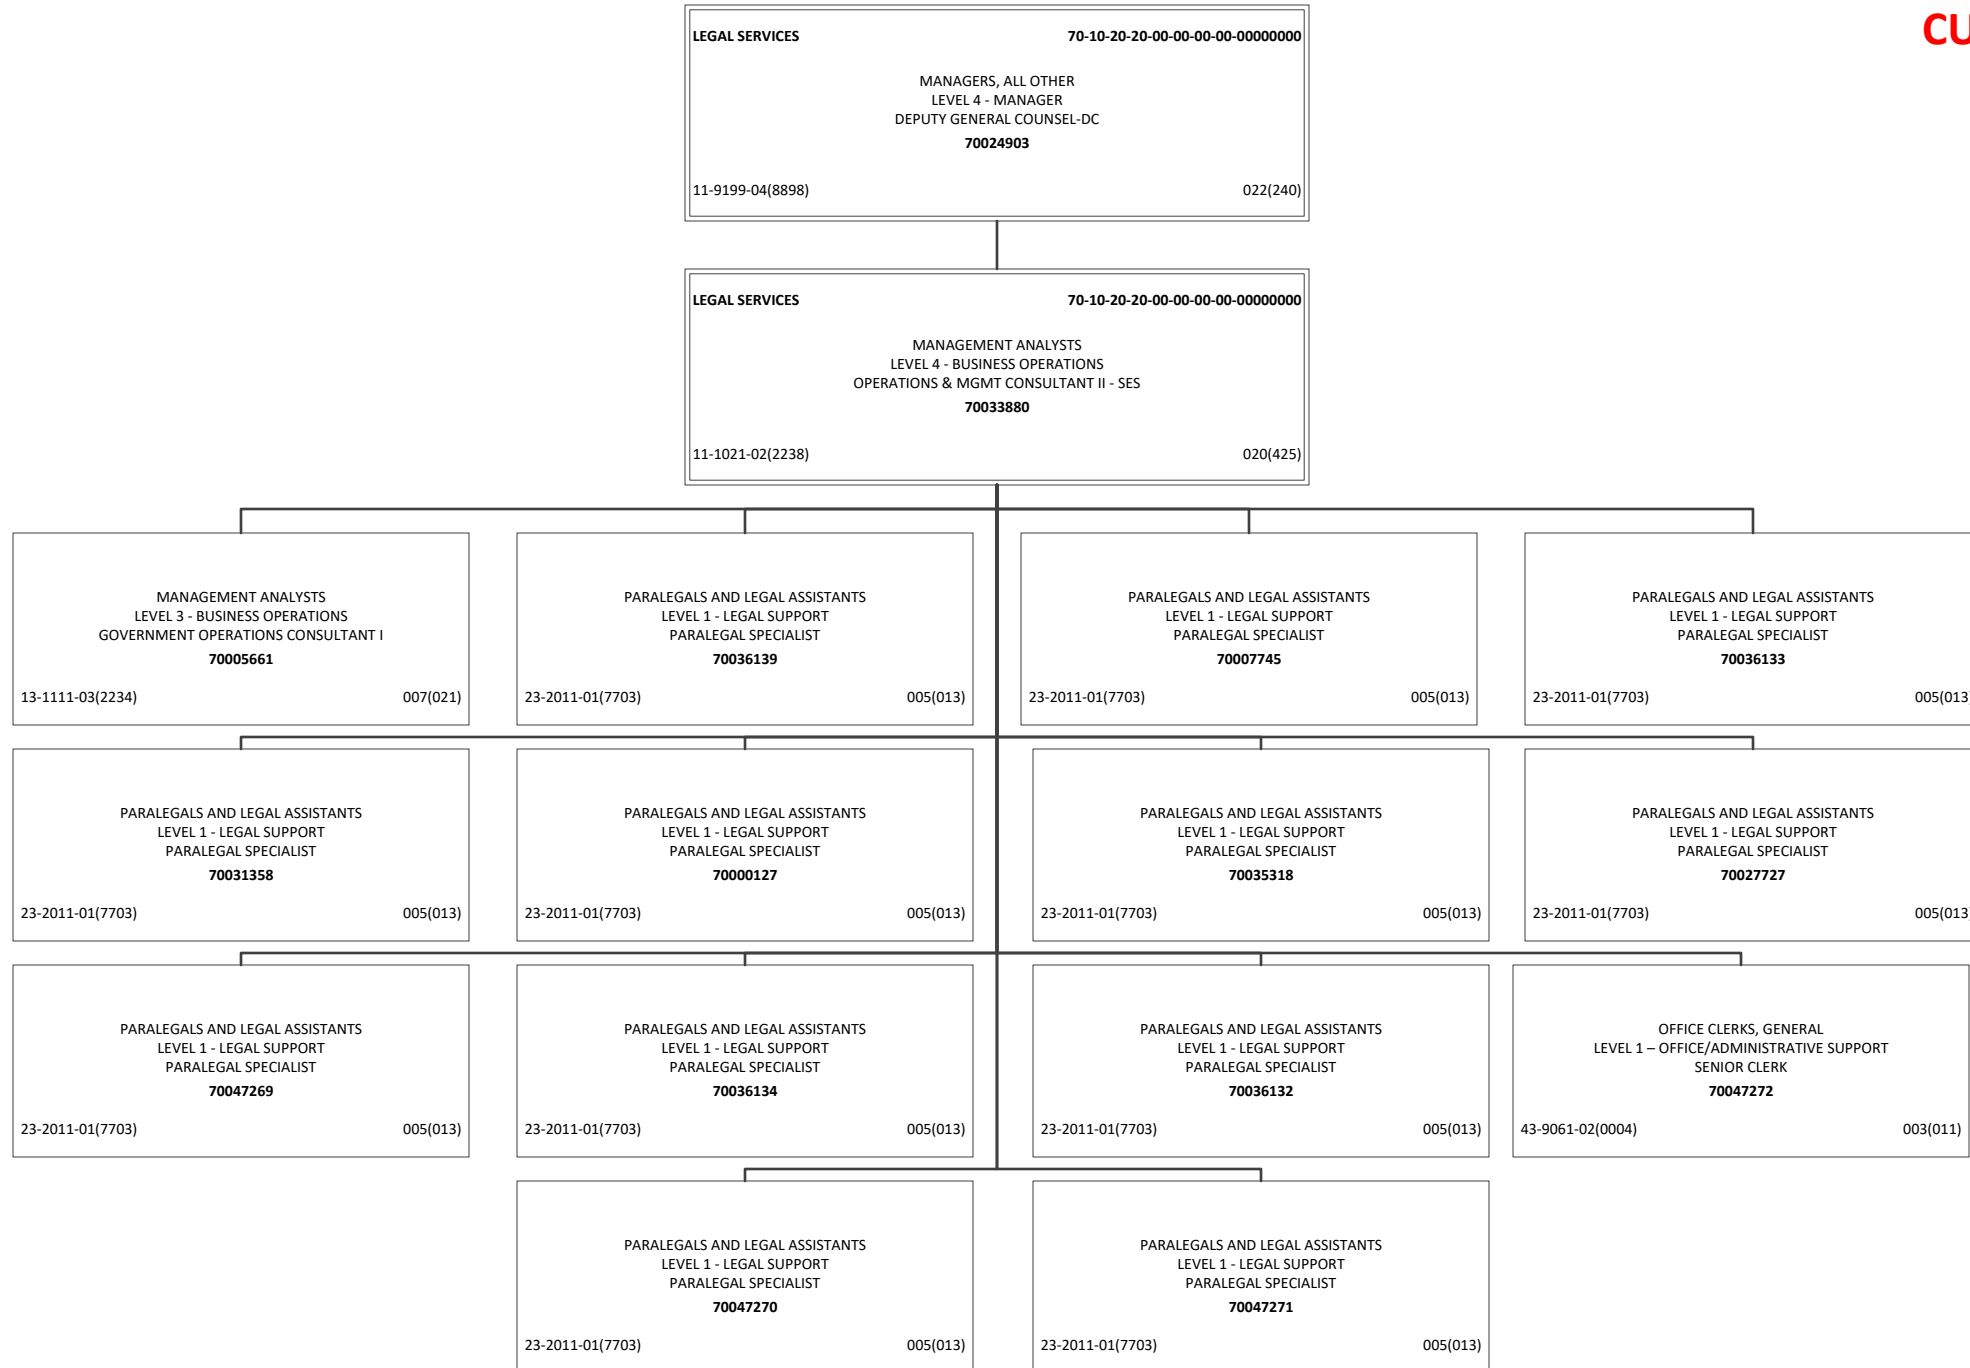 CU
LEGAL SERVICES 70-10-20-20-00-00-00-00-00000000
MANAGERS, ALL OTHER
LEVEL 4 - MANAGER
DEPUTY GENERAL COUNSEL-DC
70024903
11-9199-04(8898) 022(240)
LEGAL SERVICES 70-10-20-20-00-00-00-00-00000000
MANAGEMENT ANALYSTS
LEVEL 4 - BUSINESS OPERATIONS
OPERATIONS & MGMT CONSULTANT II - SES
70033880
11-1021-02(2238) 020(425)
MANAGEMENT ANALYSTS
LEVEL 3 - BUSINESS OPERATIONS
GOVERNMENT OPERATIONS CONSULTANT I
70005661
13-1111-03(2234) 007(021)
PARALEGALS AND LEGAL ASSISTANTS
LEVEL 1 - LEGAL SUPPORT
PARALEGAL SPECIALIST
70036139
23-2011-01(7703) 005(013)
PARALEGALS AND LEGAL ASSISTANTS
LEVEL 1 - LEGAL SUPPORT
PARALEGAL SPECIALIST
70007745
23-2011-01(7703) 005(013)
PARALEGALS AND LEGAL ASSISTANTS
LEVEL 1 - LEGAL SUPPORT
PARALEGAL SPECIALIST
70036133
23-2011-01(7703) 005(013)
PARALEGALS AND LEGAL ASSISTANTS
LEVEL 1 - LEGAL SUPPORT
PARALEGAL SPECIALIST
70031358
23-2011-01(7703) 005(013)
PARALEGALS AND LEGAL ASSISTANTS
LEVEL 1 - LEGAL SUPPORT
PARALEGAL SPECIALIST
70000127
23-2011-01(7703) 005(013)
PARALEGALS AND LEGAL ASSISTANTS
LEVEL 1 - LEGAL SUPPORT
PARALEGAL SPECIALIST
70035318
23-2011-01(7703) 005(013)
PARALEGALS AND LEGAL ASSISTANTS
LEVEL 1 - LEGAL SUPPORT
PARALEGAL SPECIALIST
70027727
23-2011-01(7703) 005(013)
PARALEGALS AND LEGAL ASSISTANTS
LEVEL 1 - LEGAL SUPPORT
PARALEGAL SPECIALIST
70047269
23-2011-01(7703) 005(013)
PARALEGALS AND LEGAL ASSISTANTS
LEVEL 1 - LEGAL SUPPORT
PARALEGAL SPECIALIST
70036134
23-2011-01(7703) 005(013)
PARALEGALS AND LEGAL ASSISTANTS
LEVEL 1 - LEGAL SUPPORT
PARALEGAL SPECIALIST
70036132
23-2011-01(7703) 005(013)
OFFICE CLERKS, GENERAL
LEVEL 1 – OFFICE/ADMINISTRATIVE SUPPORT
SENIOR CLERK
70047272
43-9061-02(0004) 003(011)
PARALEGALS AND LEGAL ASSISTANTS
LEVEL 1 - LEGAL SUPPORT
PARALEGAL SPECIALIST
70047270
23-2011-01(7703) 005(013)
PARALEGALS AND LEGAL ASSISTANTS
LEVEL 1 - LEGAL SUPPORT
PARALEGAL SPECIALIST
70047271
23-2011-01(7703) 005(013)